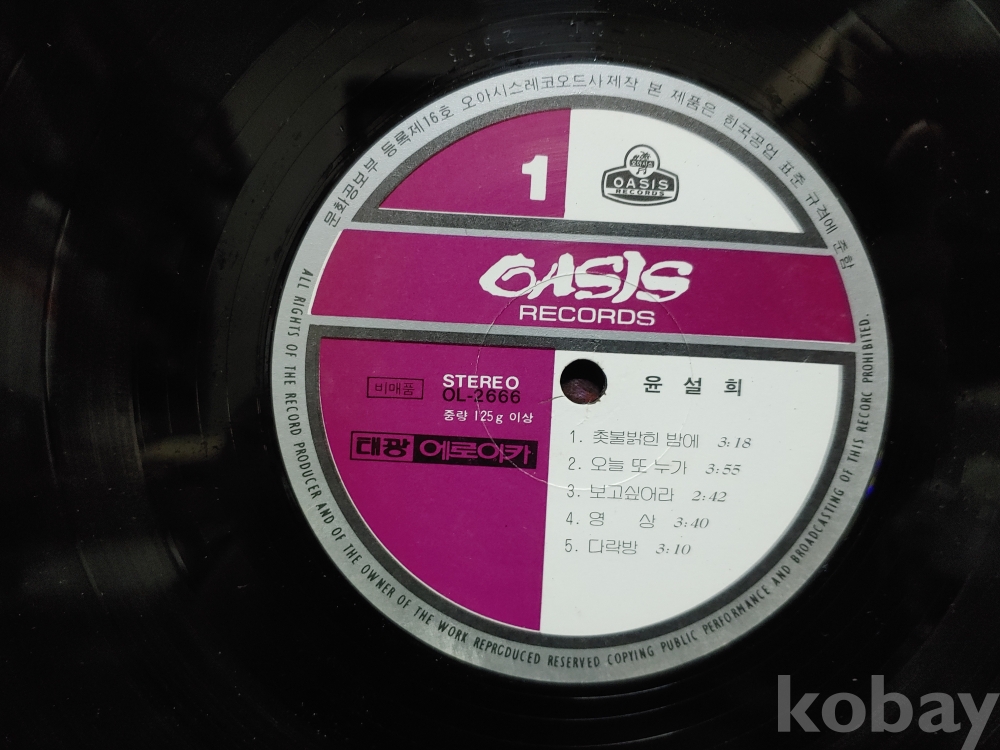 문화공보부 등록제16호 오아시스레코오드사제작 본 제품은 한국공업 표준 규격에 준함
1
오아시스
OASIS
RECORDS
OASIS
RECORDS
비매품
STEREO
OL-2666
중량 125g 이상
태광 에로이카
윤설희
1. 촛불밝힌 밤에 3:18
2. 오늘 또 누가 3:55
3. 보고싶어라 2:42
4. 영 상 3:40
5. 다락방 3:10
ALL RIGHTS OF THE RECORD PRODUCER AND OF THE OWNER OF THE WORK REPRODUCED RESERVED COPYING PUBLIC PERFORMANCE AND BROADCASTING OF THIS RECORC PROHIBITED.
kobay